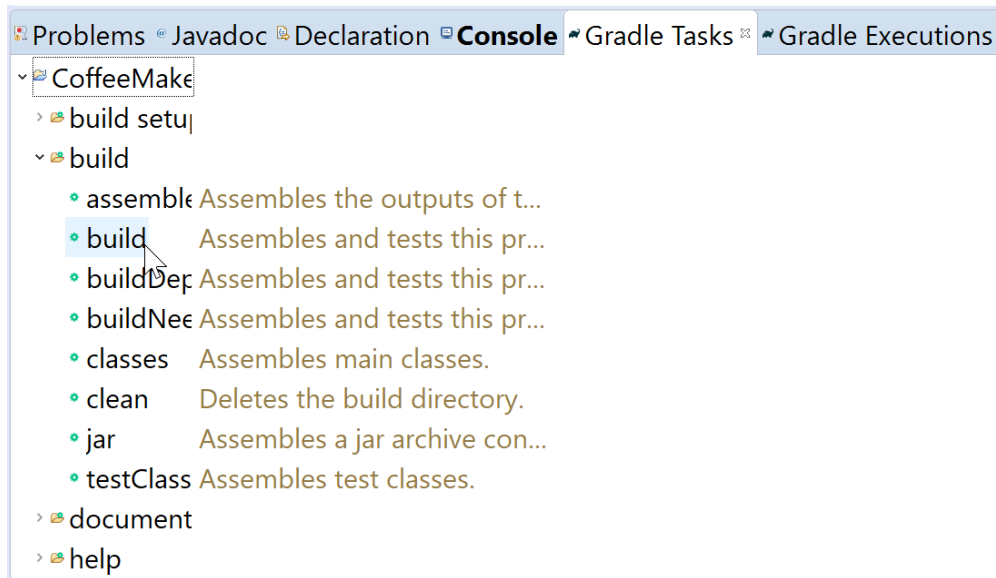 Problems @ Javadoc Declaration Console Gradle Tasks Gradle Executions
CoffeeMake
build setup
build
assemble Assembles the outputs of t...
build Assembles and tests this pr...
buildDep Assembles and tests this pr...
buildNee Assembles and tests this pr...
classes Assembles main classes.
clean Deletes the build directory.
jar Assembles a jar archive con...
testClass Assembles test classes.
document
help